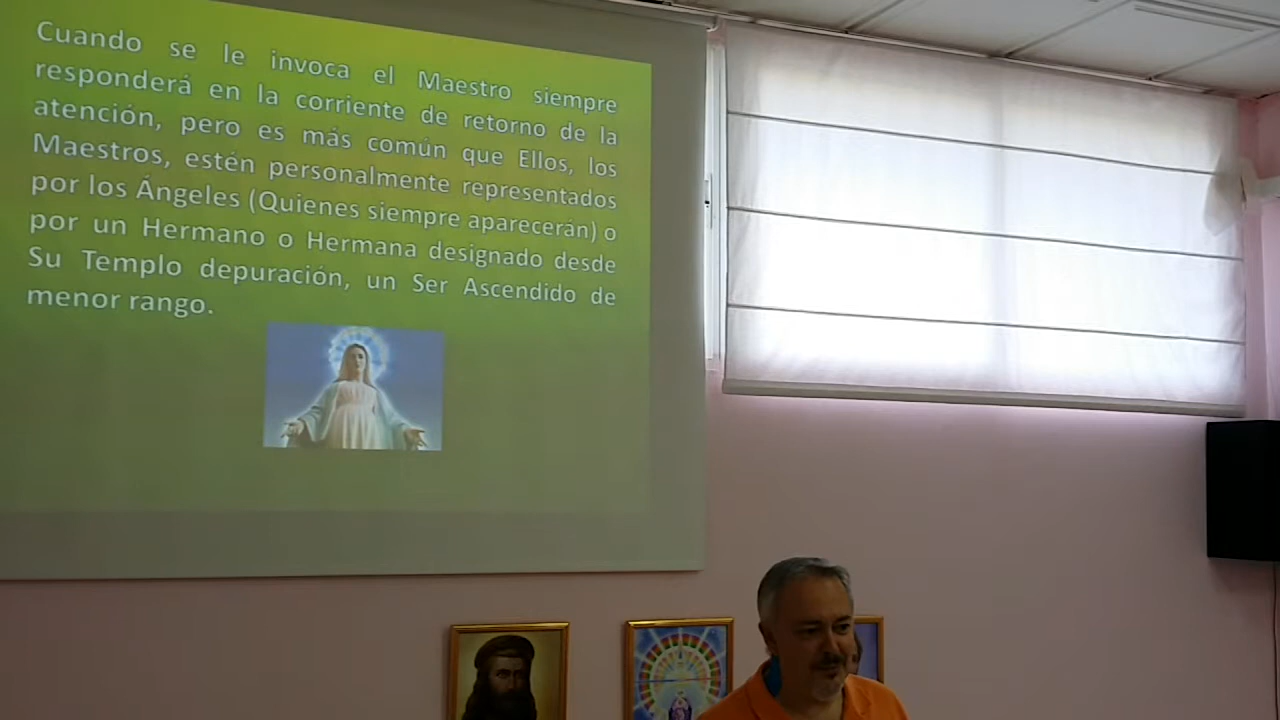 Cuando se le invoca el Maestro siempre
responderá en la corriente de retorno de la
atención, pero es más común que Ellos, los
Maestros, estén personalmente representados
por los Ángeles (Quienes siempre aparecerán) o
por un Hermano o Hermana designado desde
Su Templo depuración, un Ser Ascendido de
menor rango.